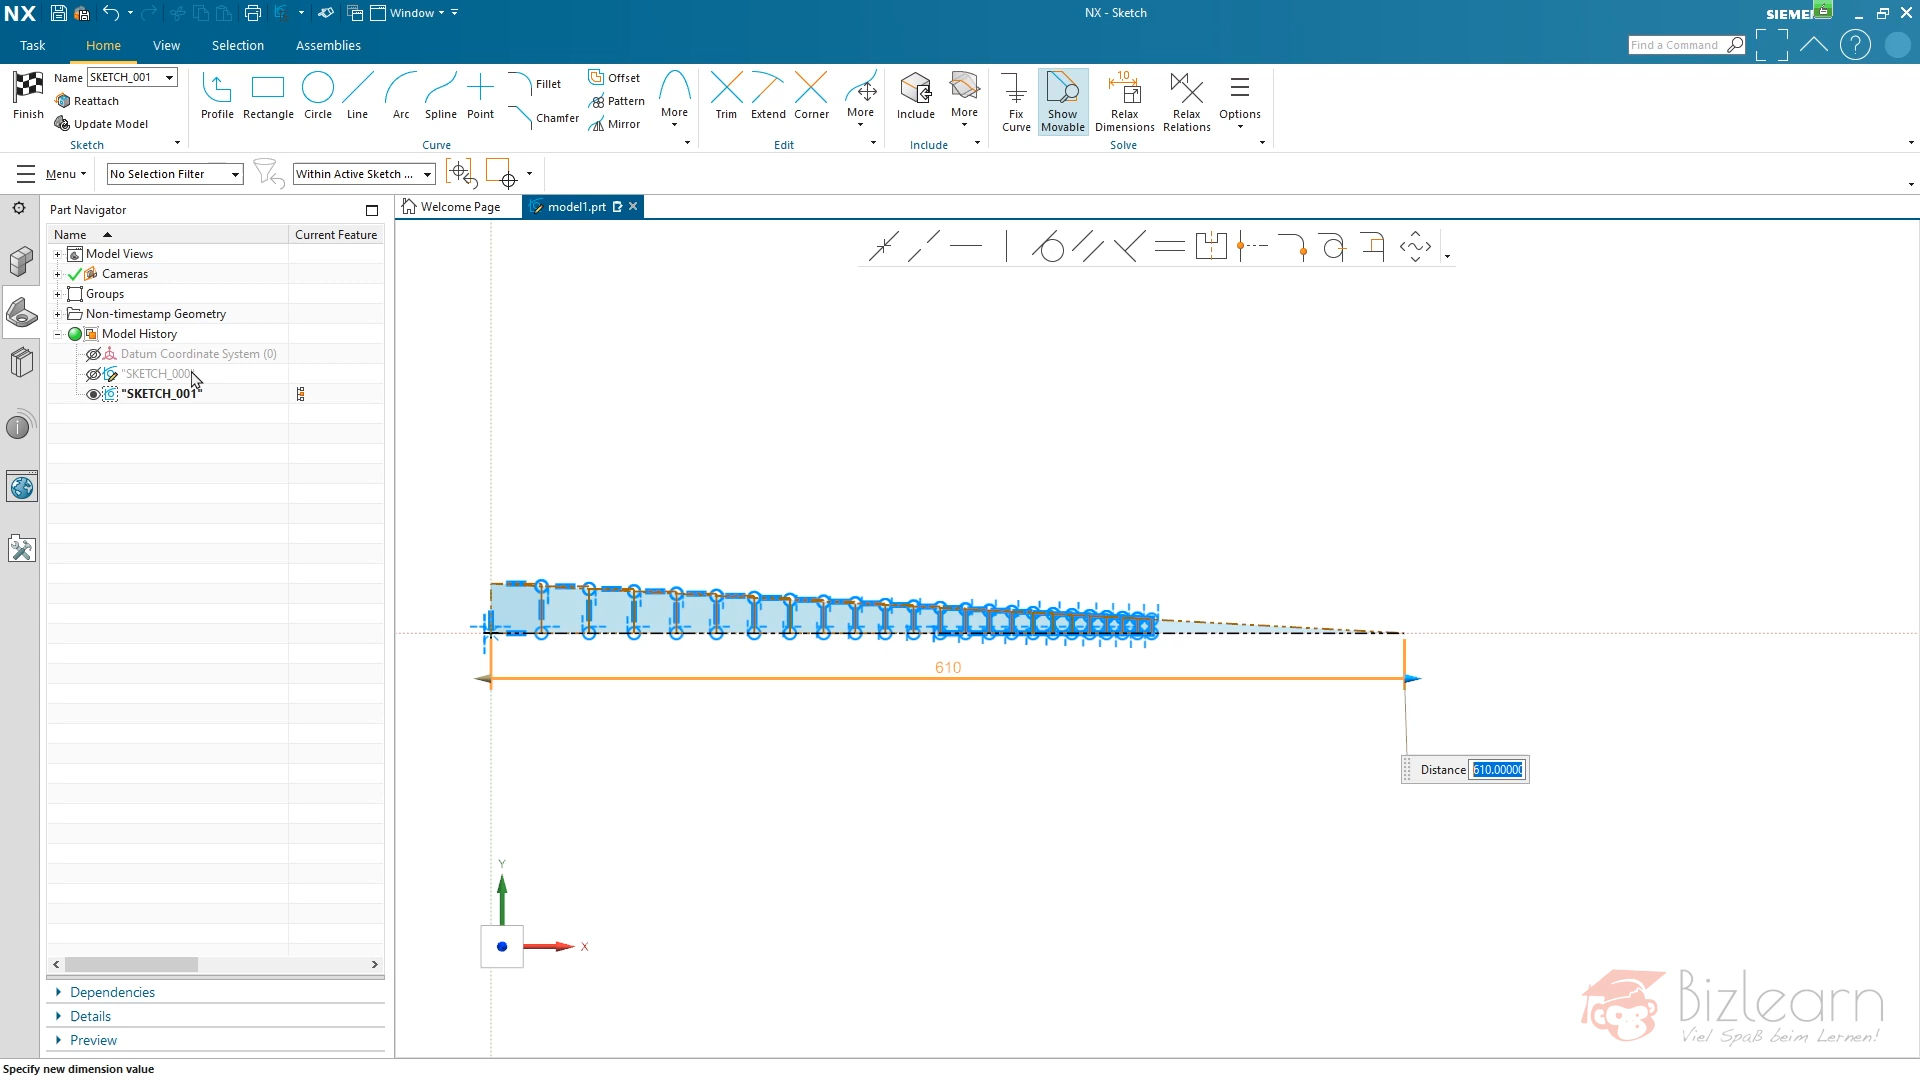 NX
Window
NX - Sketch
SIEME
Task
Home
View
Selection
Assemblies
Find a Command
Finish
Name
SKETCH_001
Reattach
Update Model
Sketch
Profile
Rectangle
Circle
Line
Arc
Spline
Point
Fillet
Chamfer
Offset
Pattern
Mirror
More
Curve
Trim
Extend
Corner
More
Edit
Include
More
Include
Fix
Curve
Show
Movable
Relax
Dimensions
Relax
Relations
Options
Solve
Menu
No Selection Filter
Within Active Sketch ...
Part Navigator
Welcome Page
model1.prt
Name
Current Feature
Model Views
Cameras
Groups
Non-timestamp Geometry
Model History
Datum Coordinate System (0)
"SKETCH_000"
"SKETCH_001"
610
Distance
610.00000
Y
X
Dependencies
Details
Preview
Bizlearn
Viel Spaß beim Lernen!
Specify new dimension value